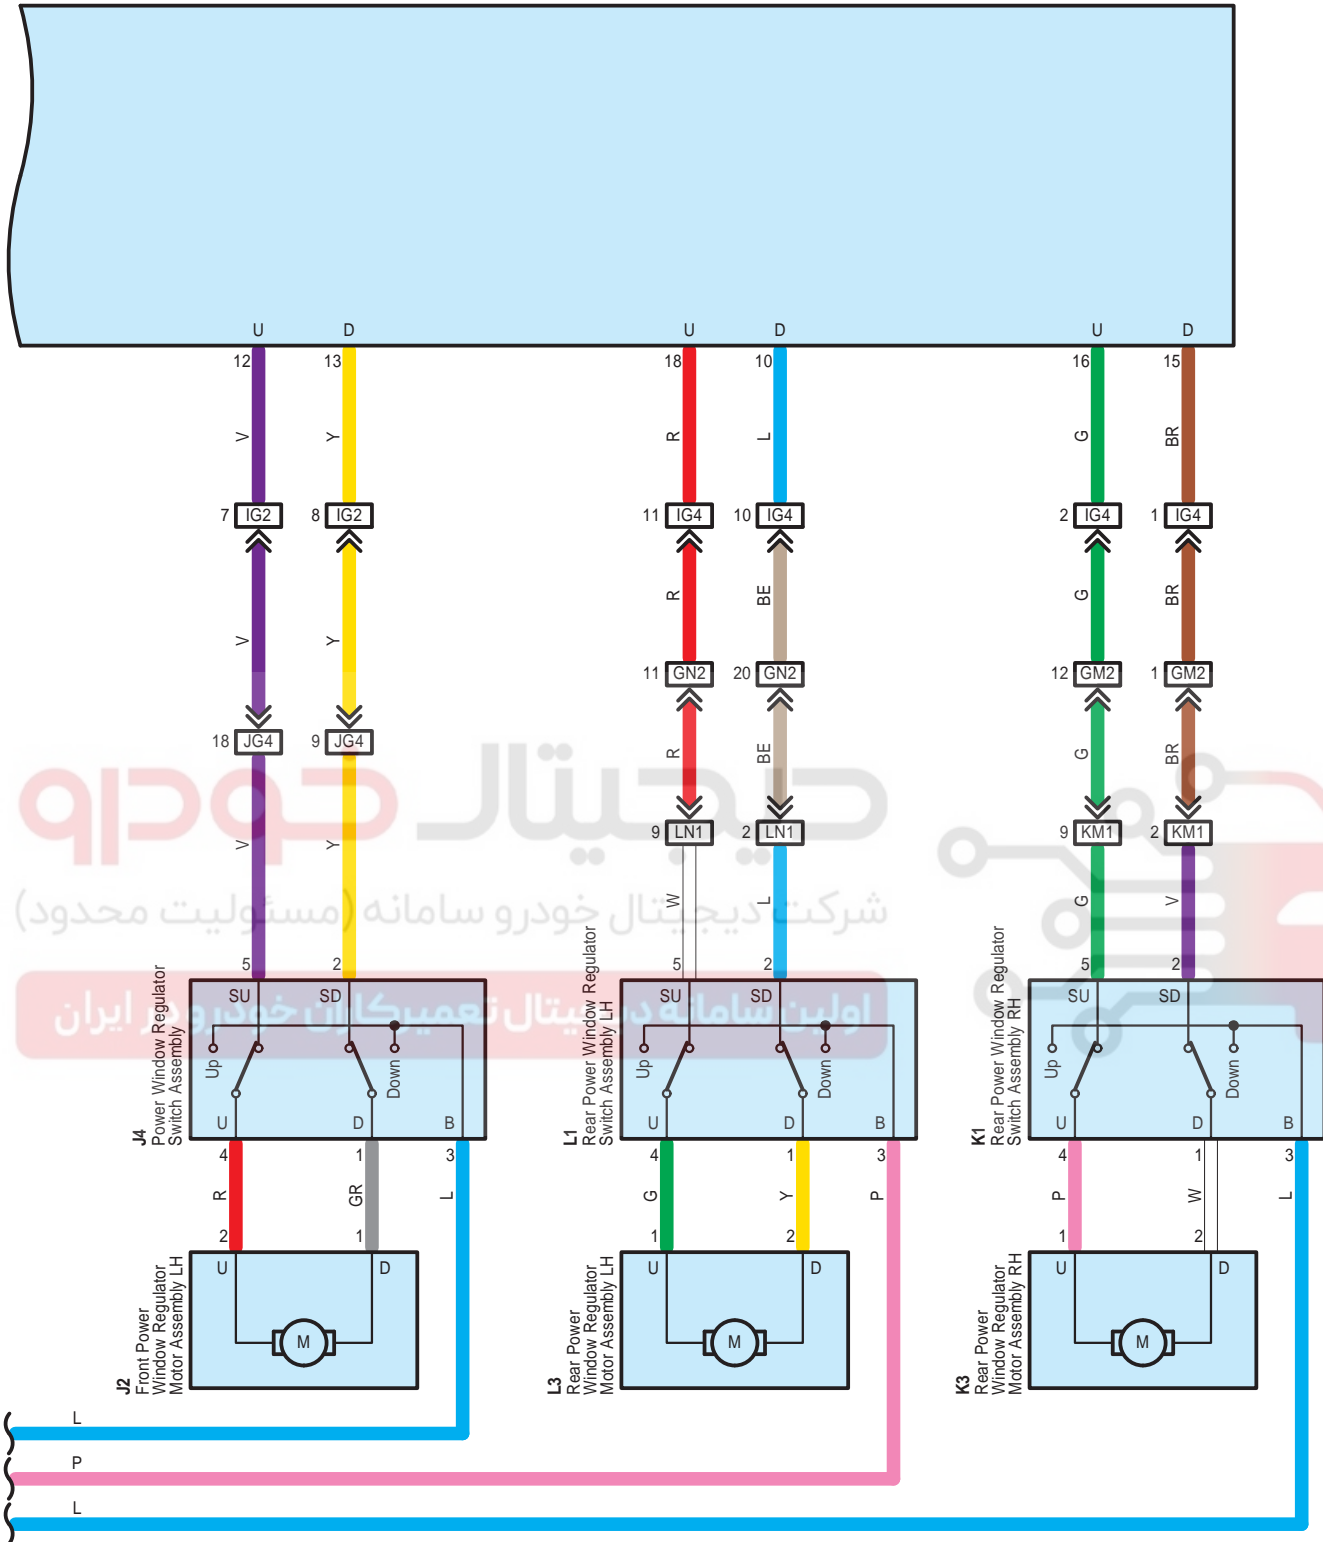 U D U D U D
12 13 18 10 16 15
V Y R L G BR
7 IG2 8 IG2 11 IG4 10 IG4 2 IG4 1 IG4
V Y R BE G BR
11 GN2 20 GN2 12 GM2 1 GM2
18 JG4 9 JG4
R BE G BR
دیجیتال خودرو
9 LN1 2 LN1 9 KM1 2 KM1
V Y W L G V
شرکت دیجیتال خودرو سامانه (مسئولیت محدود)
5 2 5 2 5 2
اولین سامانه دیجیتال تعمیرکاران خودرو در ایران
J4
Power Window Regulator
Switch Assembly
SU SD
Up Down
U D B
L1
Rear Power Window Regulator
Switch Assembly LH
SU SD
Up Down
U D B
K1
Rear Power Window Regulator
Switch Assembly RH
SU SD
Up Down
U D B
4 1 3 4 1 3 4 1 3
R GR L G Y P P W L
2 1 1 2 1 2
J2
Front Power
Window Regulator
Motor Assembly LH
U D
M
L3
Rear Power
Window Regulator
Motor Assembly LH
U D
M
K3
Rear Power
Window Regulator
Motor Assembly RH
U D
M
L
P
L